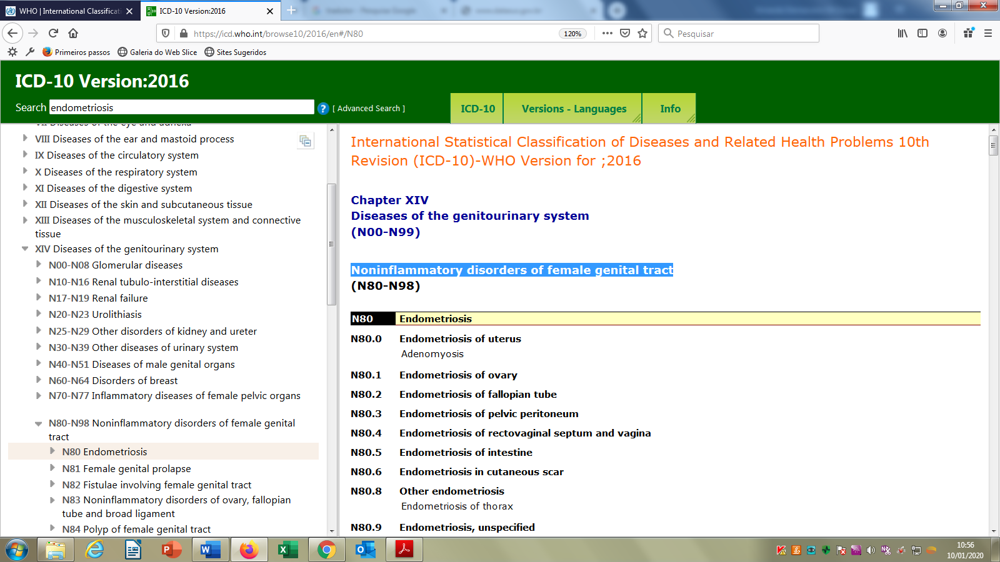 WHO | International Classificati
ICD-10 Version:2016
https://icd.who.int/browse10/2016/en#/N80
120%
Pesquisar
Primeiros passos
Galeria do Web Slice
Sites Sugeridos
ICD-10 Version:2016
Search endometriosis ? [ Advanced Search ]
ICD-10
Versions - Languages
Info
VII Diseases of the eye and adnexa
VIII Diseases of the ear and mastoid process
IX Diseases of the circulatory system
X Diseases of the respiratory system
XI Diseases of the digestive system
XII Diseases of the skin and subcutaneous tissue
XIII Diseases of the musculoskeletal system and connective
tissue
XIV Diseases of the genitourinary system
N00-N08 Glomerular diseases
N10-N16 Renal tubulo-interstitial diseases
N17-N19 Renal failure
N20-N23 Urolithiasis
N25-N29 Other disorders of kidney and ureter
N30-N39 Other diseases of urinary system
N40-N51 Diseases of male genital organs
N60-N64 Disorders of breast
N70-N77 Inflammatory diseases of female pelvic organs
N80-N98 Noninflammatory disorders of female genital
tract
N80 Endometriosis
N81 Female genital prolapse
N82 Fistulae involving female genital tract
N83 Noninflammatory disorders of ovary, fallopian
tube and broad ligament
N84 Polyp of female genital tract
International Statistical Classification of Diseases and Related Health Problems 10th
Revision (ICD-10)-WHO Version for ;2016
Chapter XIV
Diseases of the genitourinary system
(N00-N99)
Noninflammatory disorders of female genital tract
(N80-N98)
N80 Endometriosis
N80.0 Endometriosis of uterus
Adenomyosis
N80.1 Endometriosis of ovary
N80.2 Endometriosis of fallopian tube
N80.3 Endometriosis of pelvic peritoneum
N80.4 Endometriosis of rectovaginal septum and vagina
N80.5 Endometriosis of intestine
N80.6 Endometriosis in cutaneous scar
N80.8 Other endometriosis
Endometriosis of thorax
N80.9 Endometriosis, unspecified
10:56
10/01/2020